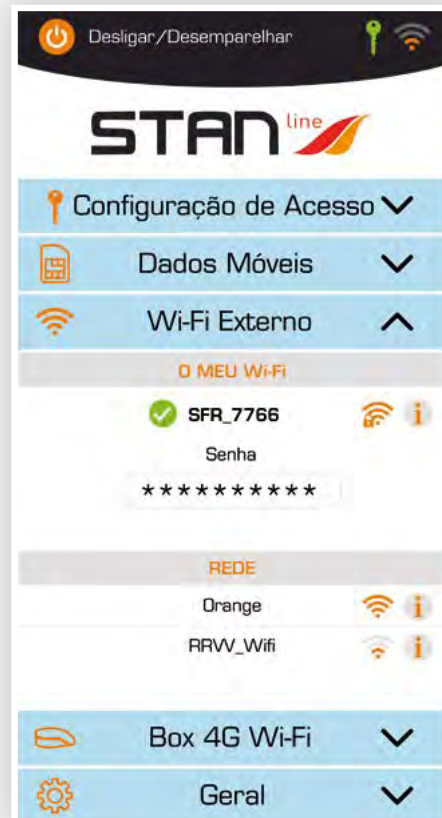 Desligar/Desemparelhar
STAN line
Configuração de Acesso
Dados Móveis
Wi-Fi Externo
O MEU Wi-Fi
SFR_7766
Senha
**********
REDE
Orange
RRVV_Wifi
Box 4G Wi-Fi
Geral